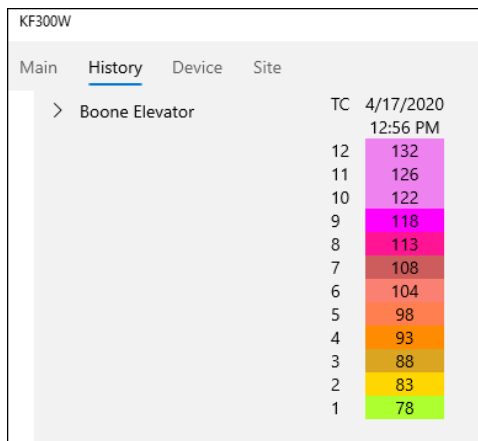 KF300W
Main History Device Site
Boone Elevator
TC 4/17/2020
12:56 PM
12 132
11 126
10 122
9 118
8 113
7 108
6 104
5 98
4 93
3 88
2 83
1 78